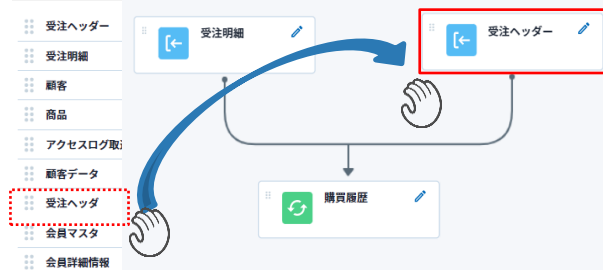 受注ヘッダー
受注明細
顧客
商品
アクセスログ取
顧客データ
受注ヘッダ
会員マスタ
会員詳細情報
受注明細
受注ヘッダー
購買履歴